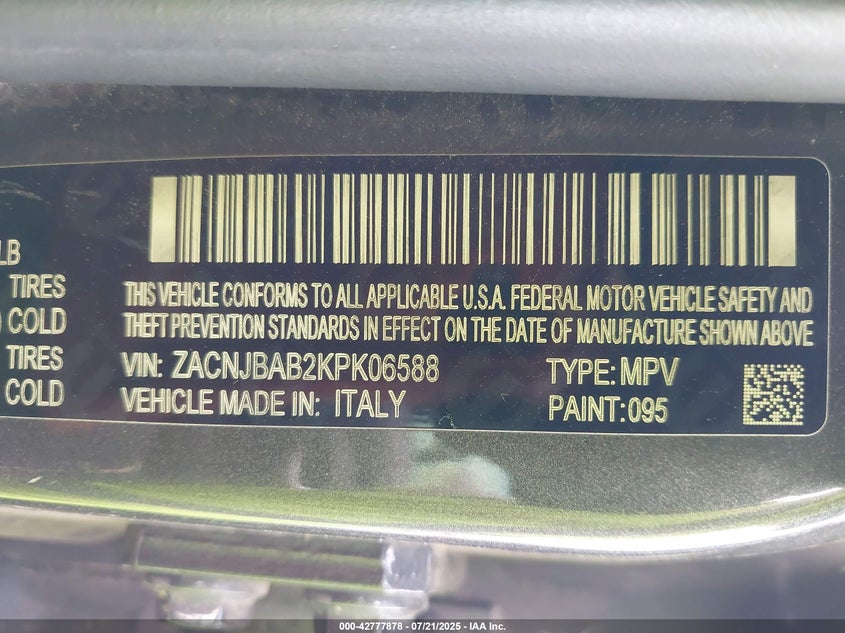 LB
TIRES
) COLD
TIRES
COLD
THIS VEHICLE CONFORMS TO ALL APPLICABLE U.S.A. FEDERAL MOTOR VEHICLE SAFETY AND
THEFT PREVENTION STANDARDS IN EFFECT ON THE DATE OF MANUFACTURE SHOWN ABOVE
VIN: ZACNJBAB2KPK06588 TYPE: MPV
VEHICLE MADE IN: ITALY PAINT: 095
000-42777878 - 07/21/2025 - IAA Inc.